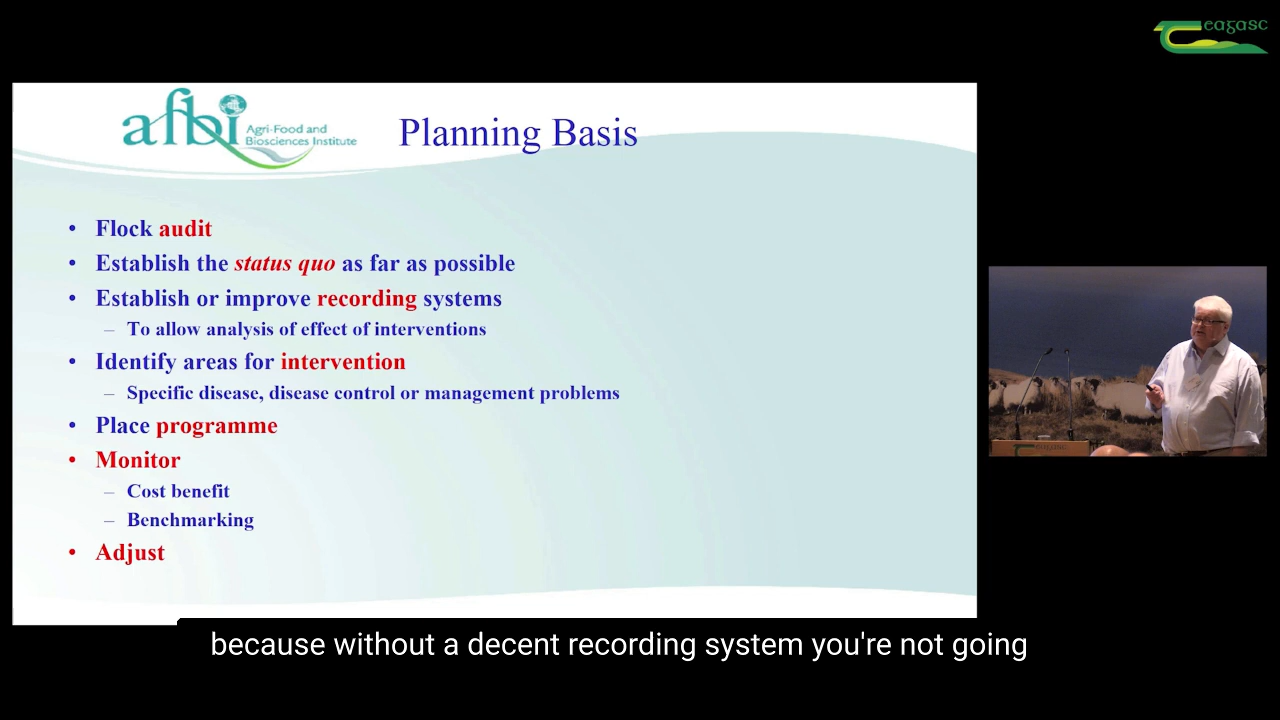 eagasc
afbi
Agri-Food and
Biosciences Institute
Planning Basis
• Flock audit
• Establish the status quo as far as possible
• Establish or improve recording systems
– To allow analysis of effect of interventions
• Identify areas for intervention
– Specific disease, disease control or management problems
• Place programme
• Monitor
– Cost benefit
– Benchmarking
• Adjust
eagasc
because without a decent recording system you're not going